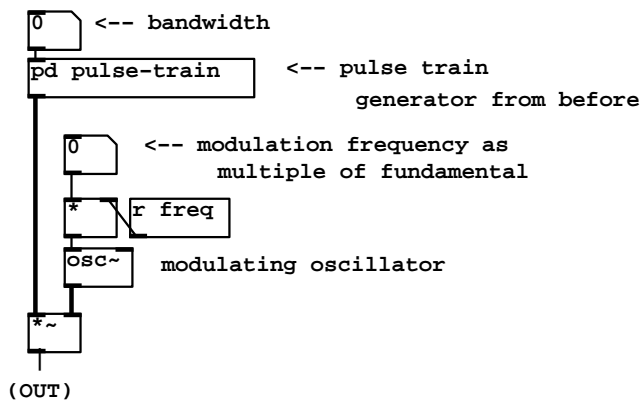 0 <-- bandwidth
pd pulse-train <-- pulse train
generator from before
0 <-- modulation frequency as
multiple of fundamental
* r freq
osc~ modulating oscillator
*~
(OUT)